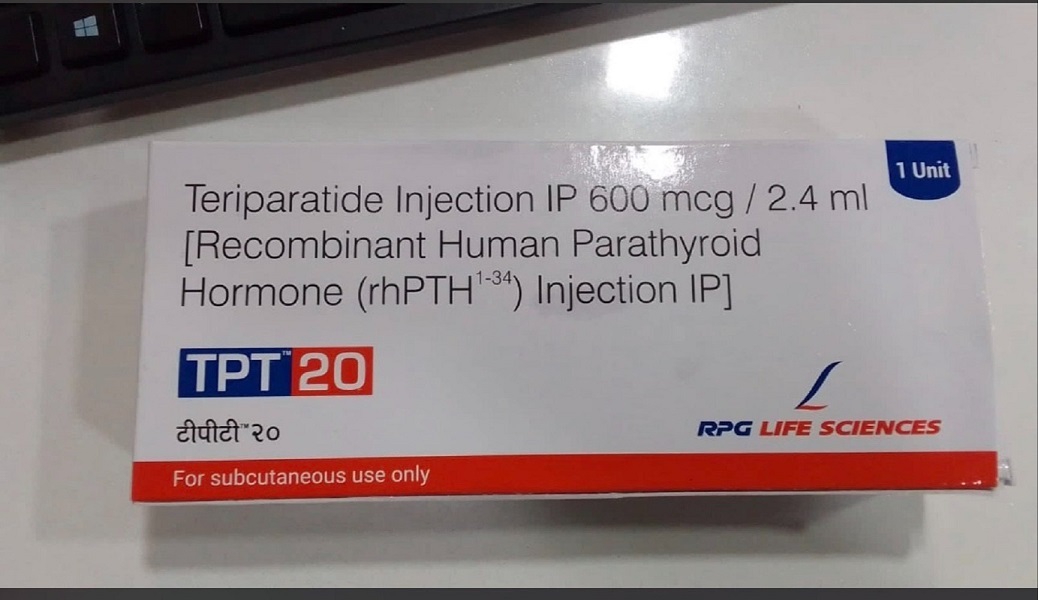 1 Unit
Teriparatide Injection IP 600 mcg / 2.4 ml
[Recombinant Human Parathyroid
Hormone (rhPTH¹⁻³⁴) Injection IP]
TPT™ 20
टीपीटी™ २०
RPG LIFE SCIENCES
For subcutaneous use only